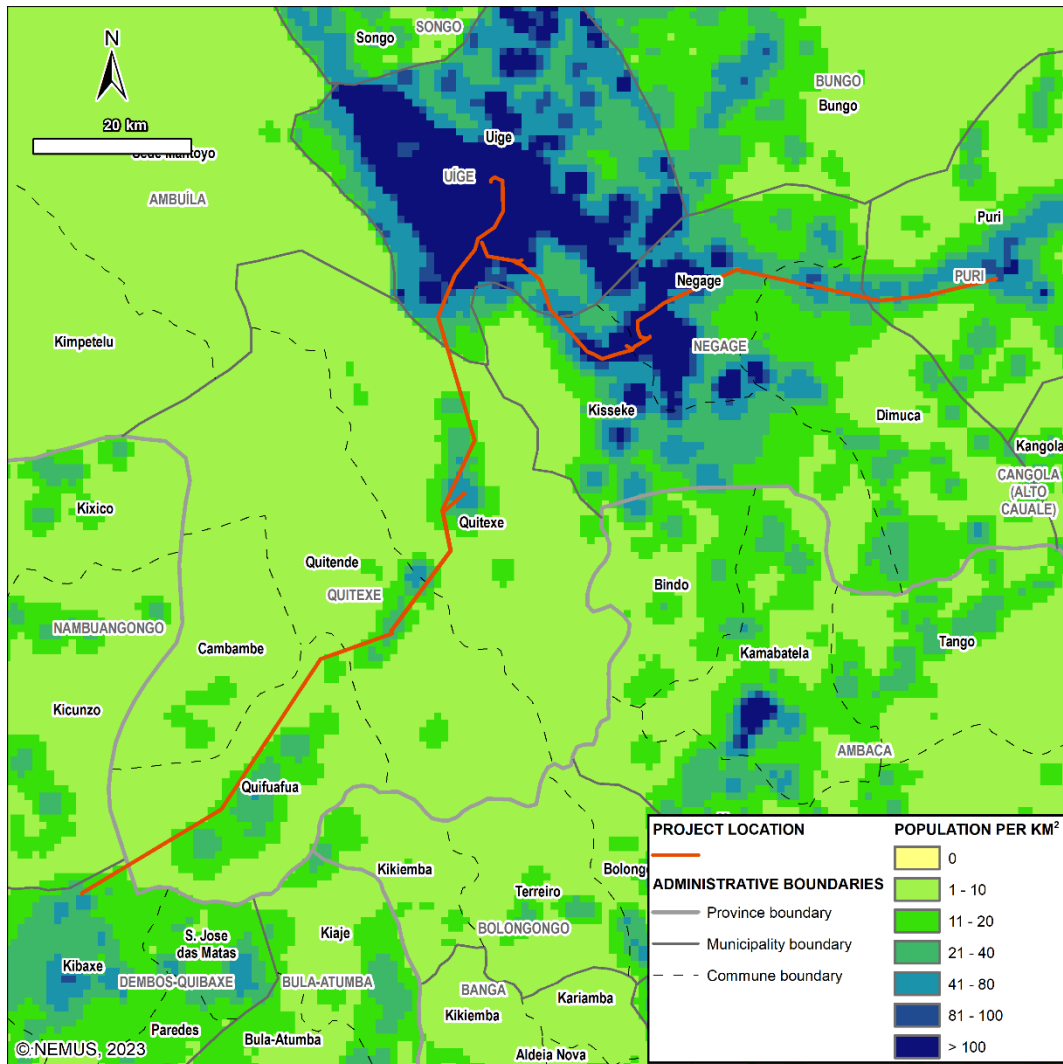 SONGO
Songo
N
BUNGO
Bungo
20 km
Uige
UÍGE
AMBUÍLA
Puri
PURI
Negage
NEGAGE
Kimpetelu
Kisseke
Dimuca
Kangola
CANGOLA
(ALTO
CAUALE)
Kixico
Quitexe
Quitende
QUITEXE
Bindo
NAMBUANGONGO
Cambambe
Kamabatela
Tango
Kicunzo
AMBACA
Quifuafua
Kikiemba
Terreiro
BOLONGONGO
S. Jose
das Matas
Kiaje
Kibaxe
DEMBOS-QUIBAXE
BULA-ATUMBA
BANGA
Kikiemba
Kariamba
Paredes
Bula-Atumba
Aldeia Nova
© NEMUS, 2023
PROJECT LOCATION
ADMINISTRATIVE BOUNDARIES
Province boundary
Municipality boundary
Commune boundary
POPULATION PER KM²
0
1 - 10
11 - 20
21 - 40
41 - 80
81 - 100
> 100